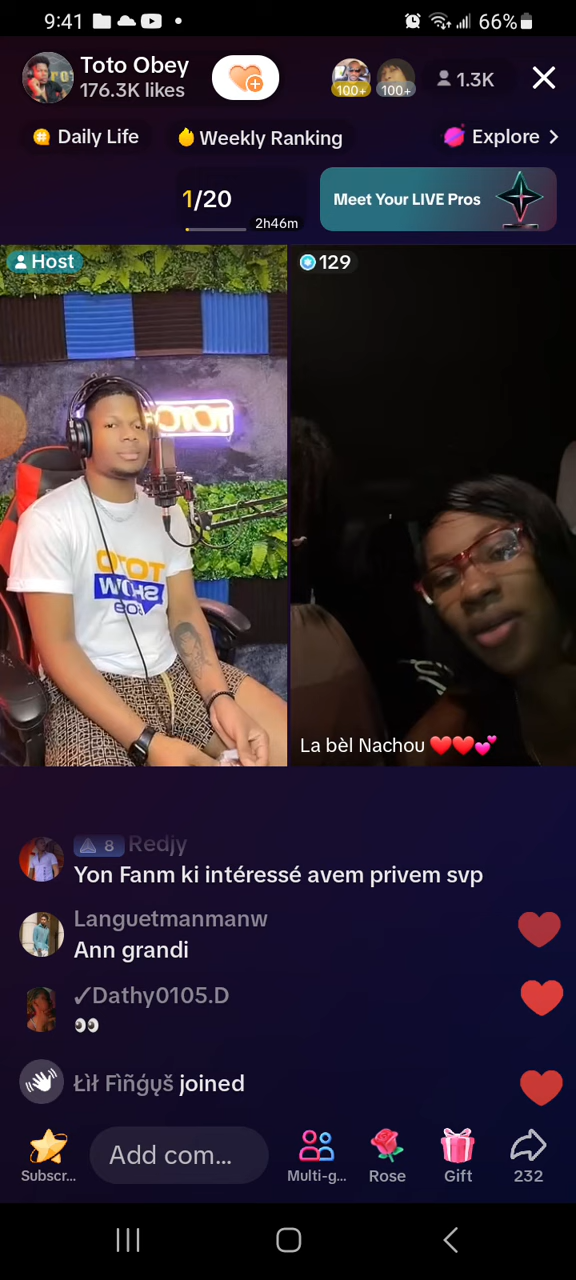 9:41
66%
Toto Obey
176.3K likes
100+
100+
1.3K
Daily Life
Weekly Ranking
Explore
1/20
2h46m
Meet Your LIVE Pros
Host
129
TOTO
TOTO
SHOW
La bèl Nachou ❤️❤️💕
8 Redjy
Yon Fanm ki intéressé avem privem svp
Languetmanmanw
Ann grandi
✓Dathy0105.D
👀
Łìł Fìñģųš joined
Subscr...
Add com...
Multi-g...
Rose
Gift
232